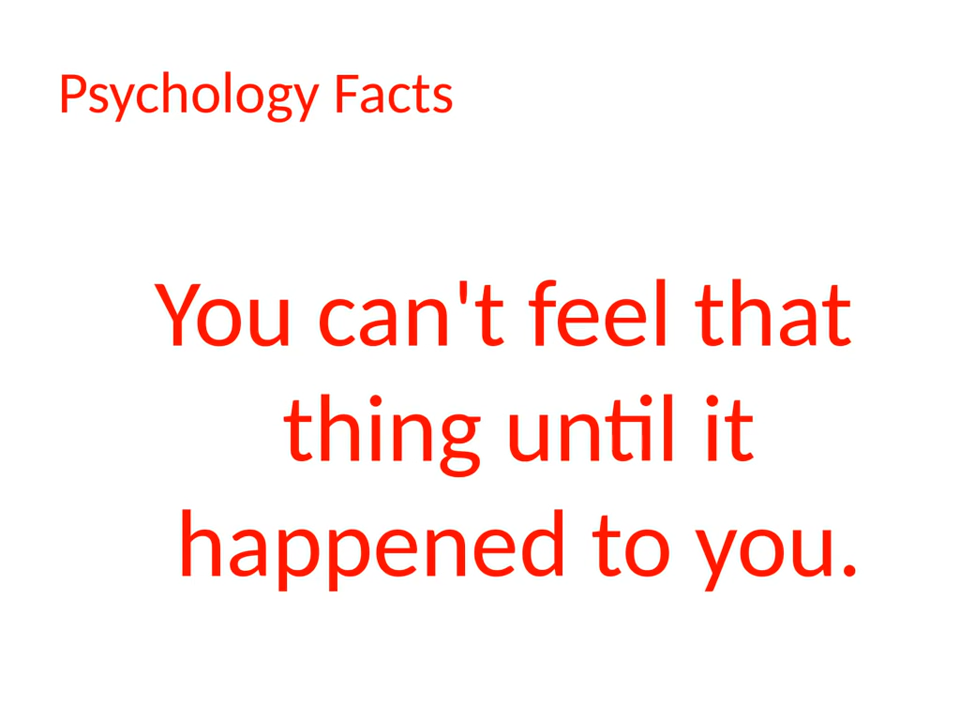 Psychology Facts
You can't feel that
thing until it
happened to you.